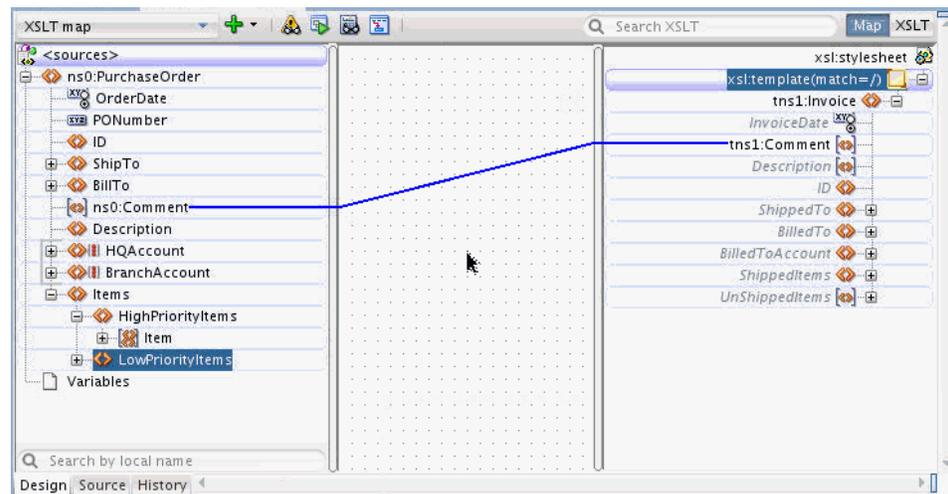 XSLT map
Search XSLT
Map XSLT
<sources>
ns0:PurchaseOrder
OrderDate
PONumber
ID
ShipTo
BillTo
ns0:Comment
Description
HQAccount
BranchAccount
Items
HighPriorityItems
Item
LowPriorityItems
Variables
Search by local name
xsl:stylesheet
xsl:template(match=/)
tns1:Invoice
InvoiceDate
tns1:Comment
Description
ID
ShippedTo
BilledTo
BilledToAccount
ShippedItems
UnShippedItems
Design Source History